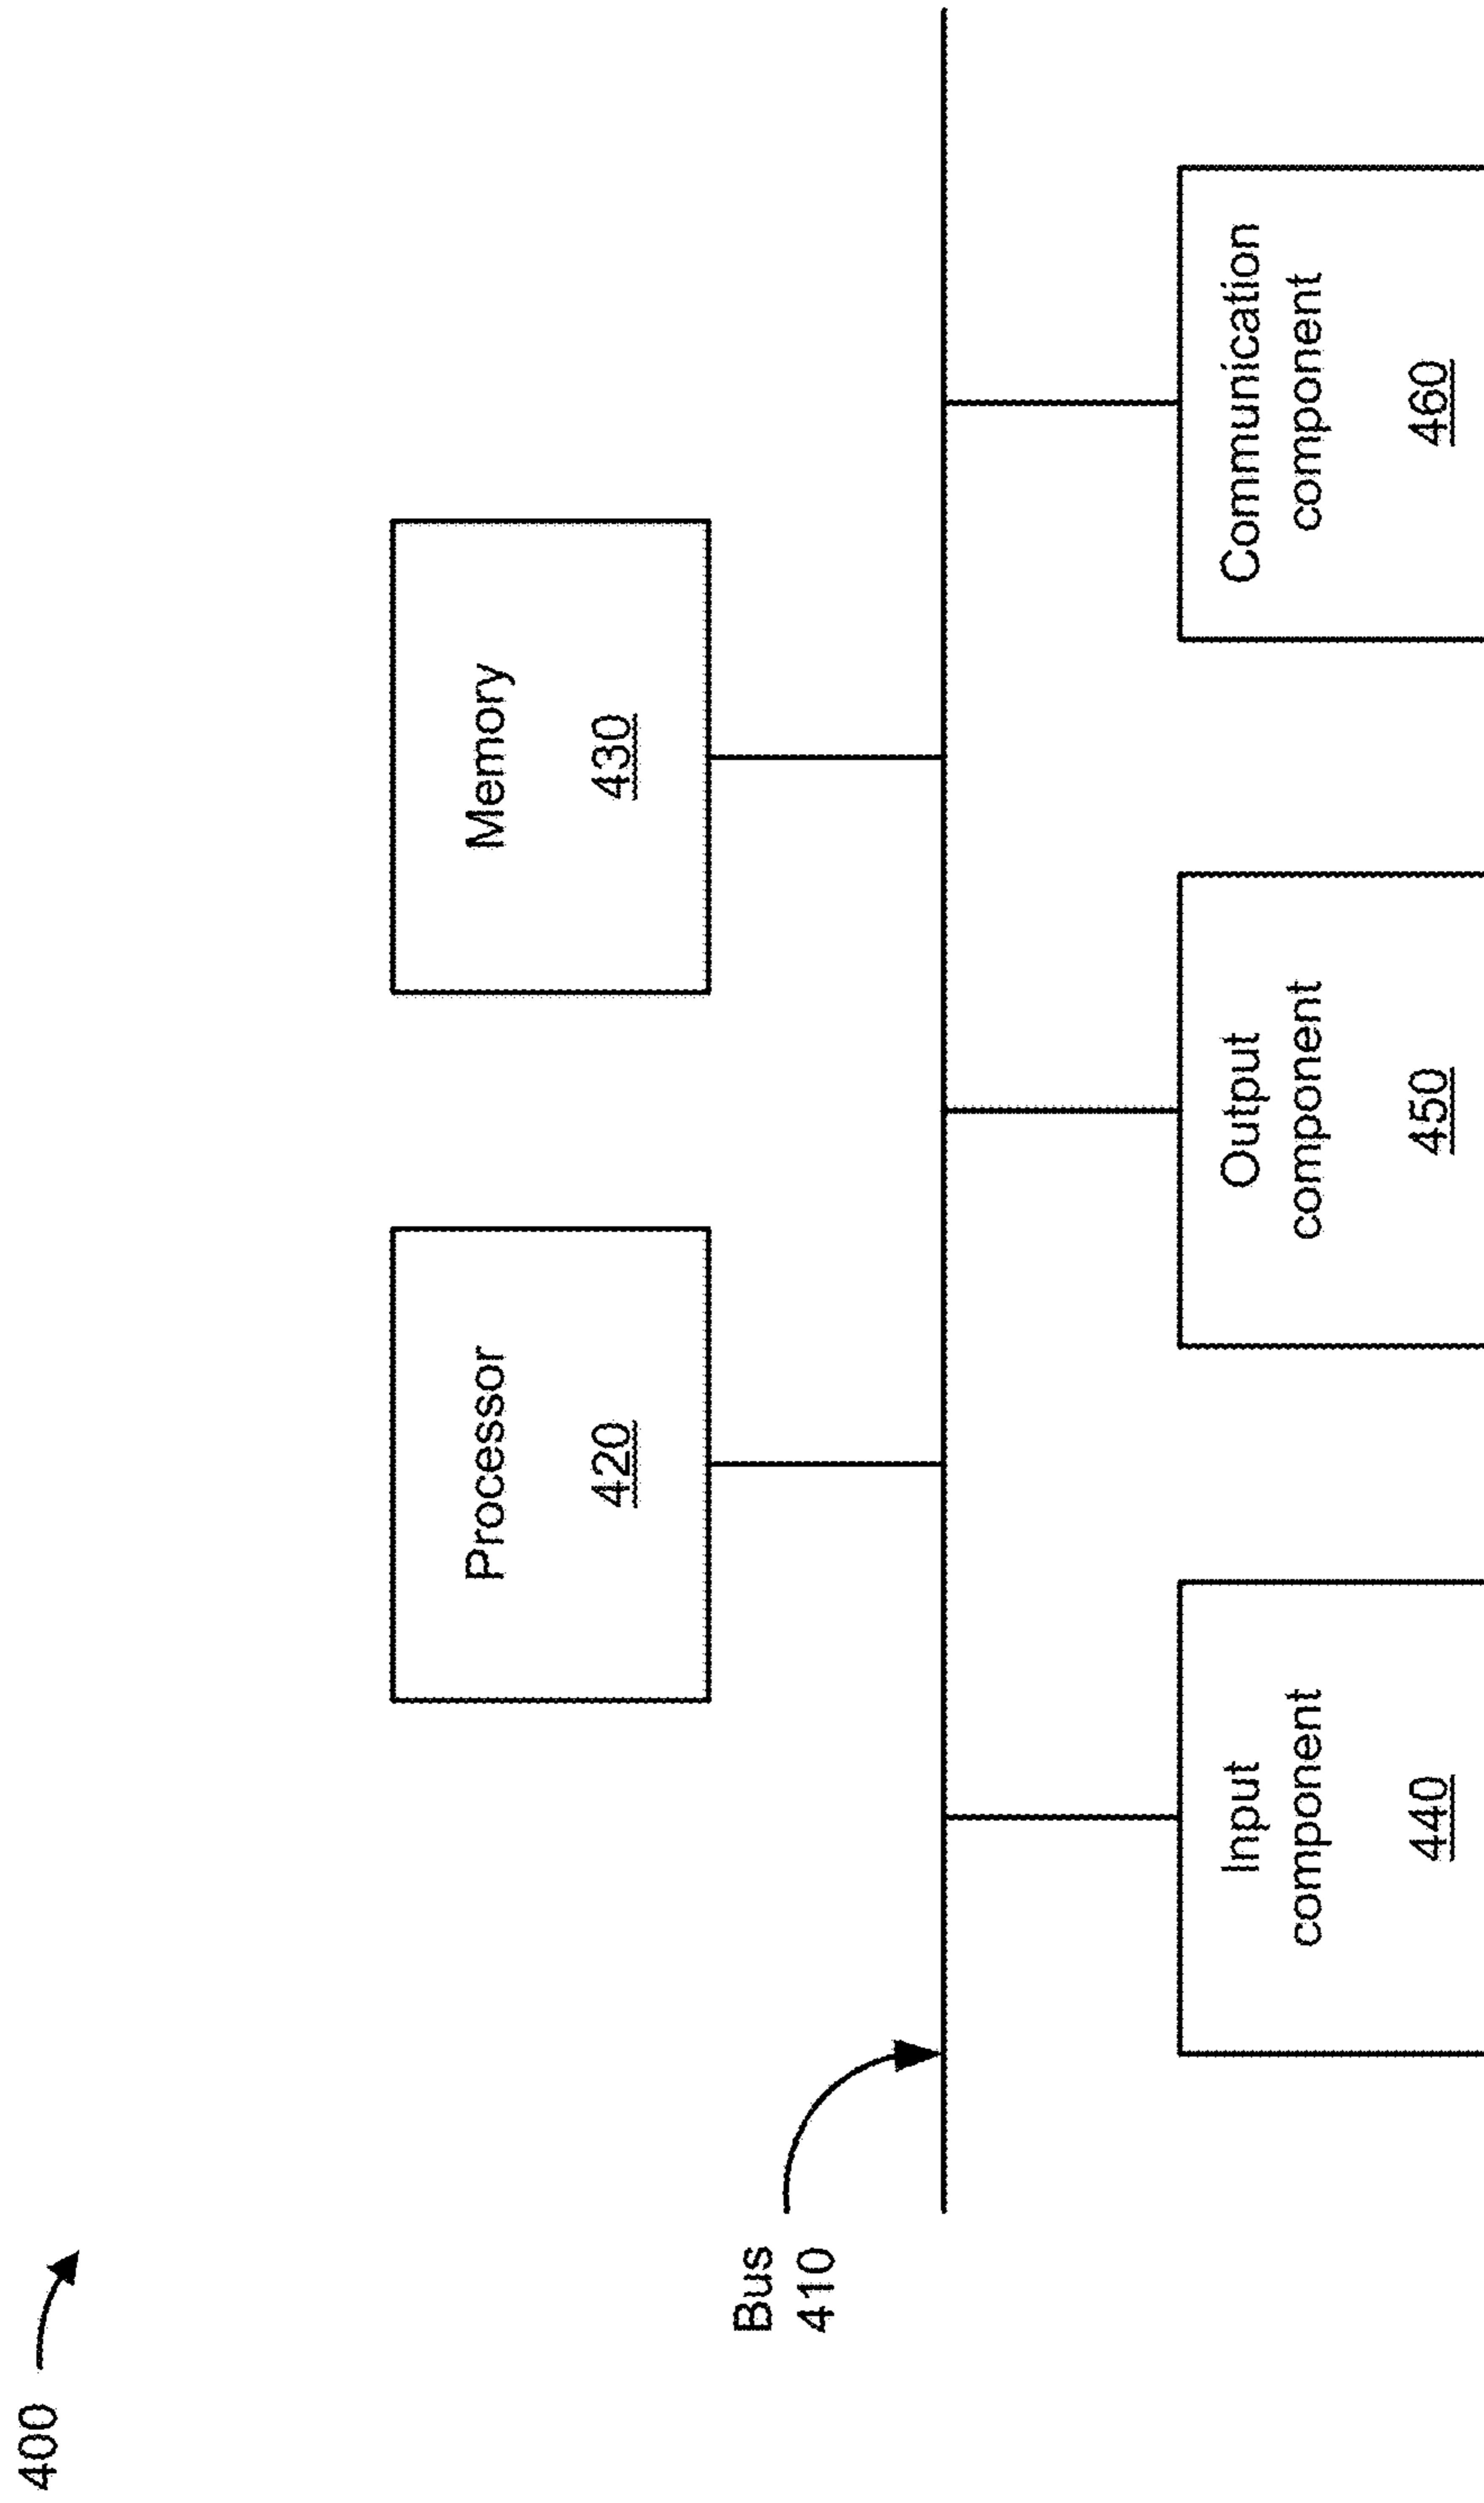 400
Processor
420
Memory
430
Bus
410
Input
component
440
Output
component
450
Communication
component
460